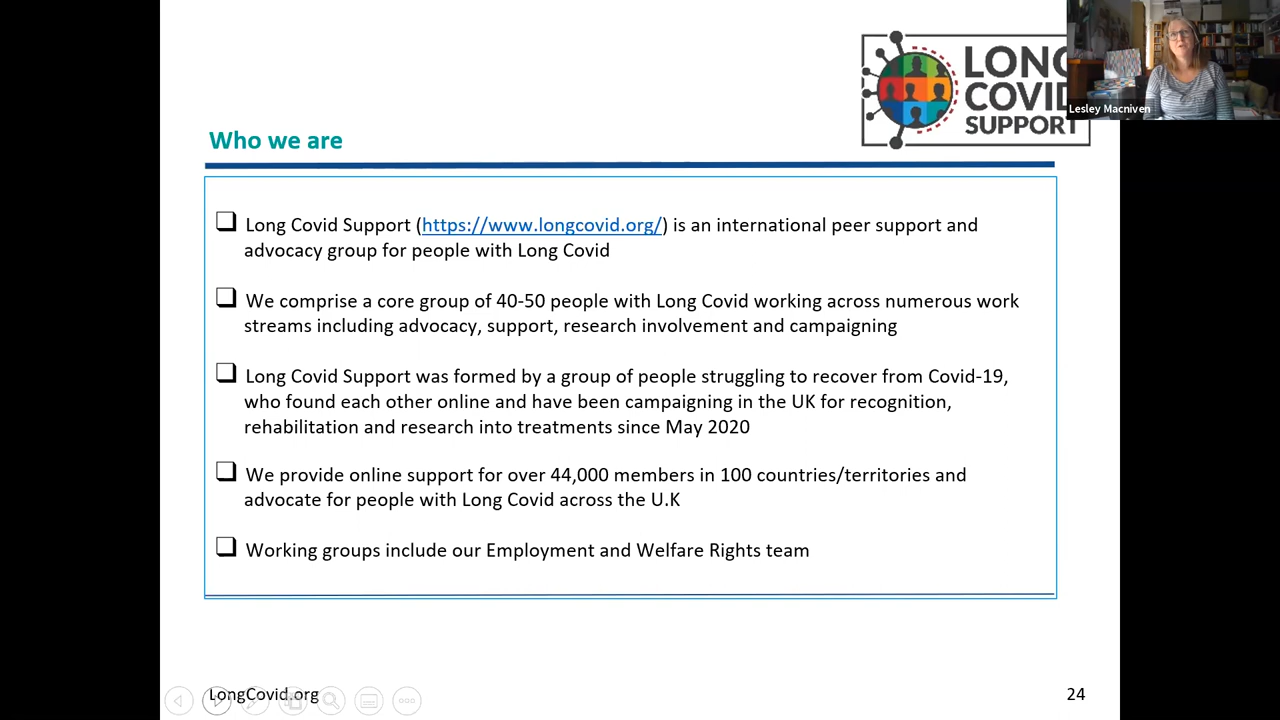 LONG
COVID
SUPPORT
Lesley Macniven
Who we are
Long Covid Support (https://www.longcovid.org/) is an international peer support and
advocacy group for people with Long Covid
We comprise a core group of 40-50 people with Long Covid working across numerous work
streams including advocacy, support, research involvement and campaigning
Long Covid Support was formed by a group of people struggling to recover from Covid-19,
who found each other online and have been campaigning in the UK for recognition,
rehabilitation and research into treatments since May 2020
We provide online support for over 44,000 members in 100 countries/territories and
advocate for people with Long Covid across the U.K
Working groups include our Employment and Welfare Rights team
LongCovid.org
24